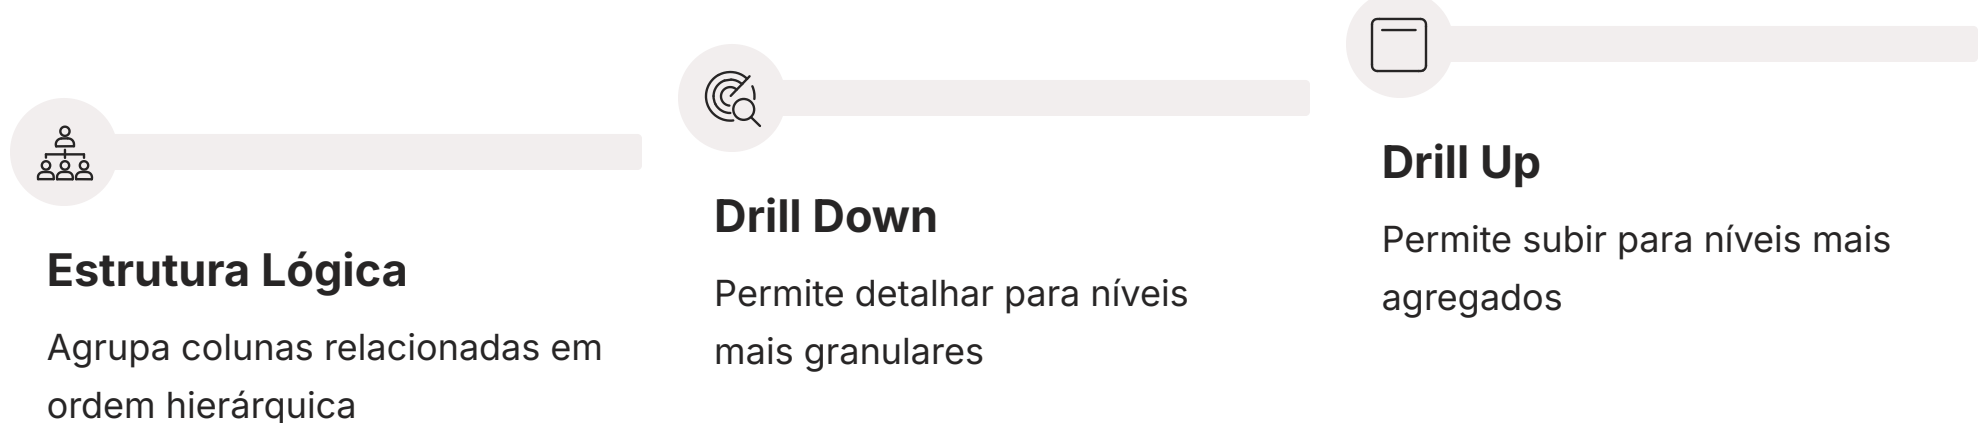 Estrutura Lógica
Agrupa colunas relacionadas em
ordem hierárquica
Drill Down
Permite detalhar para níveis
mais granulares
Drill Up
Permite subir para níveis mais
agregados